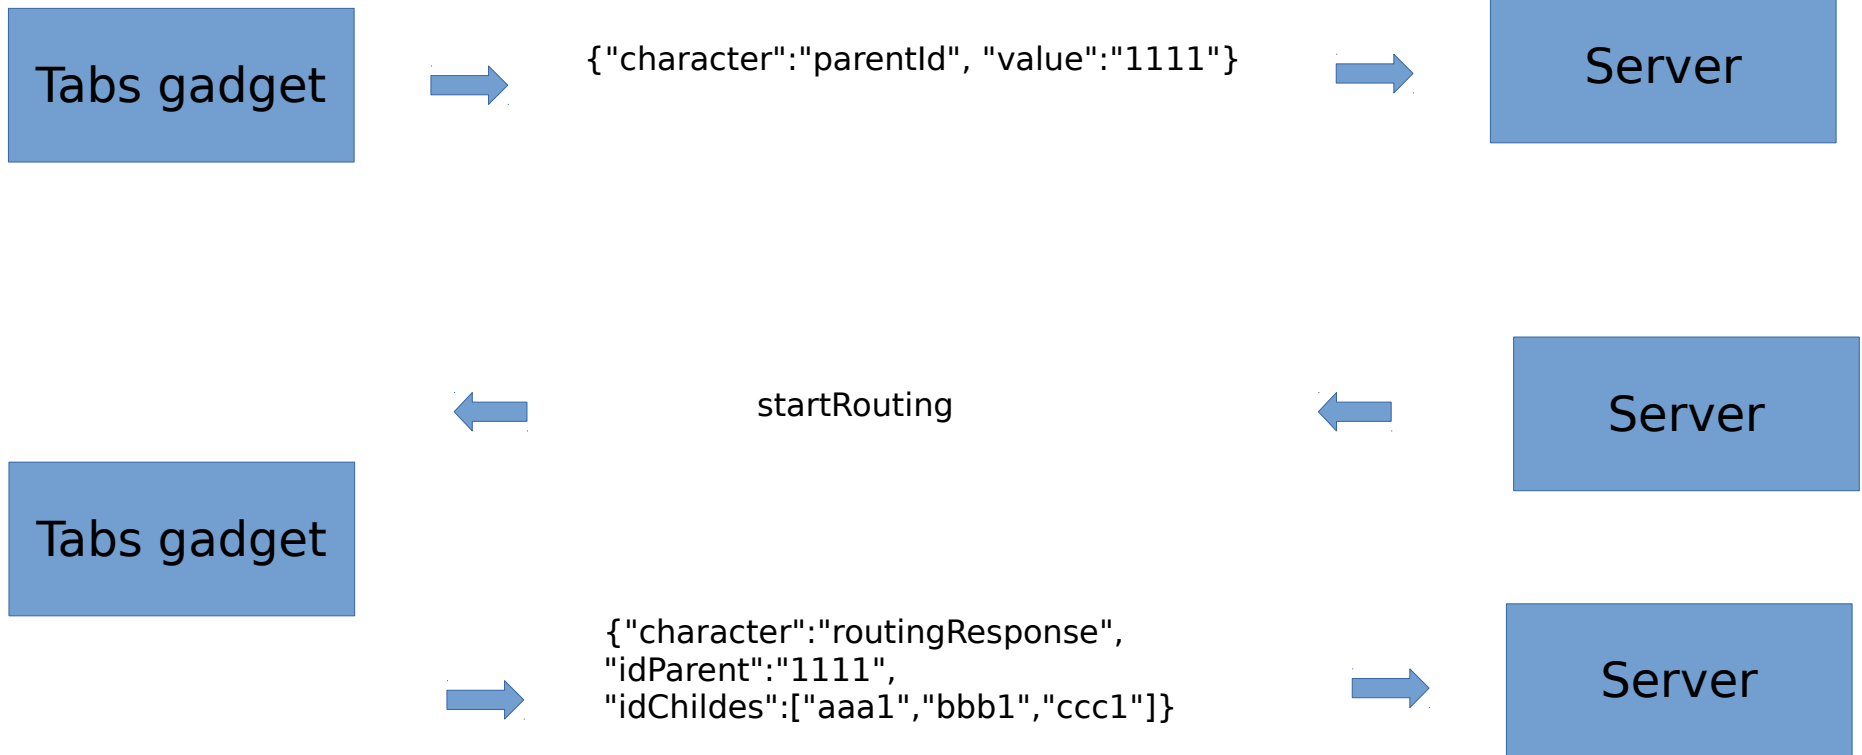 Tabs gadget
{"character":"parentId", "value":"1111"}
Server
startRouting
Server
Tabs gadget
{"character":"routingResponse",
"idParent":"1111",
"idChildes":["aaa1","bbb1","ccc1"]}
Server